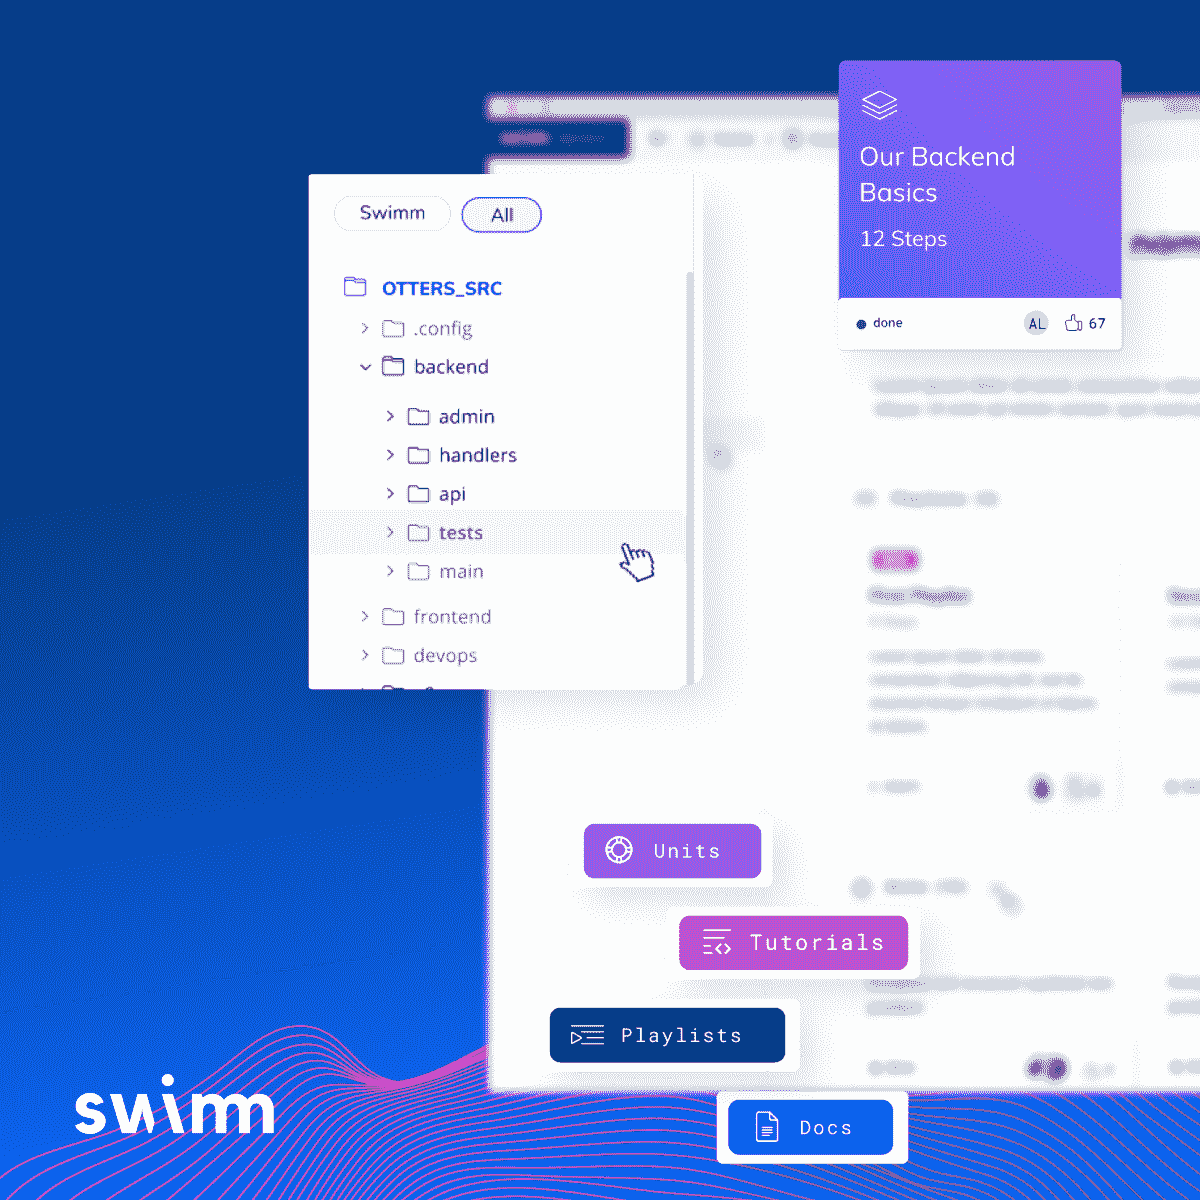 Our Backend
Basics
12 Steps
done
AL
67
Swimm
All
OTTERS_SRC
.config
backend
admin
handlers
api
tests
main
frontend
devops
Units
Tutorials
Playlists
Docs
swimm